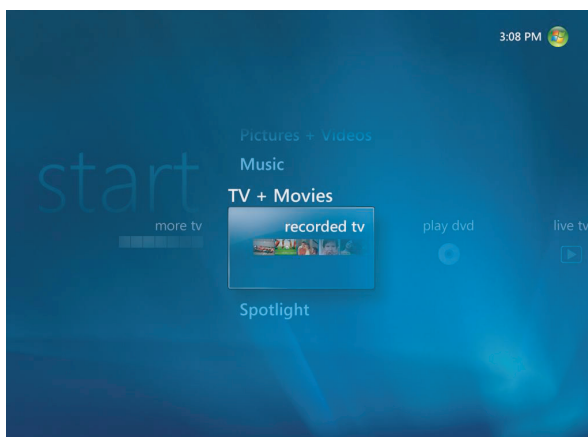 3:08 PM
Pictures + Videos
Music
start
TV + Movies
more tv
recorded tv
play dvd
live tv
Spotlight